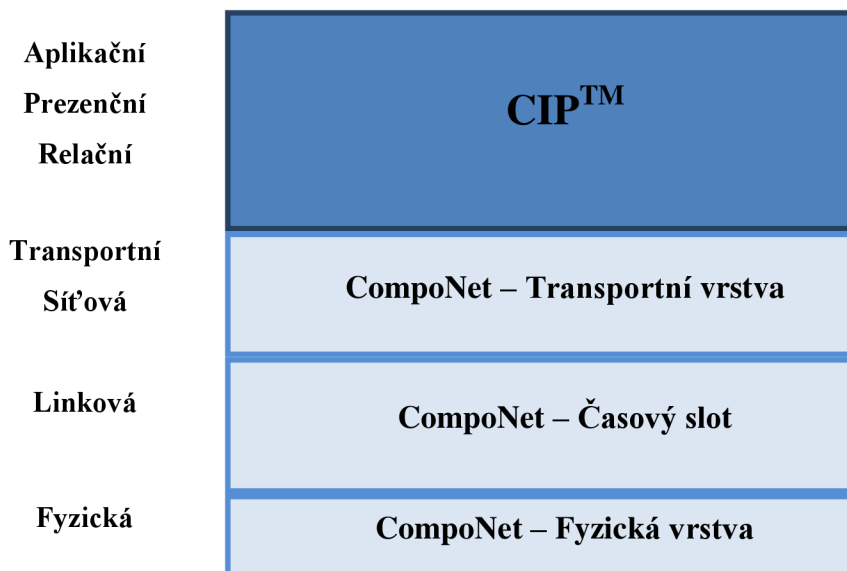 Aplikační
Prezenční
Relační
CIP™
Transportní
Síťová
CompoNet – Transportní vrstva
Linková
CompoNet – Časový slot
Fyzická
CompoNet – Fyzická vrstva